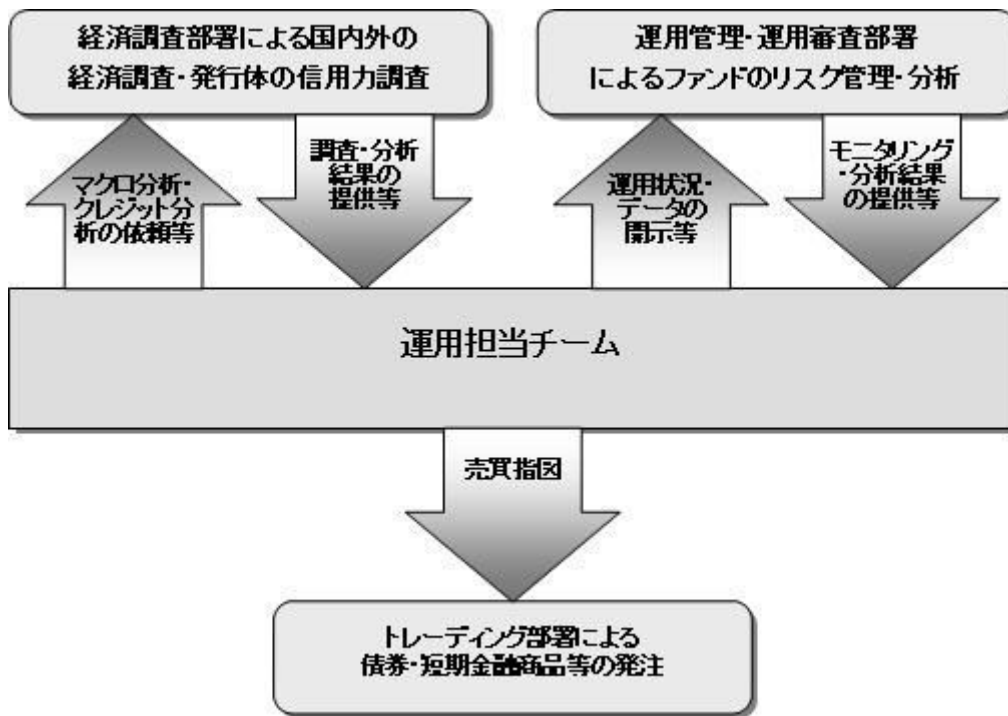 経済調査部署による国内外の
経済調査・発行体の信用力調査
運用管理・運用審査部署
によるファンドのリスク管理・分析
マクロ分析・
クレジット分
析の依頼等
調査・分析
結果の
提供等
運用状況・
データの
開示等
モニタリング
・分析結果
の提供等
運用担当チーム
売買指図
トレーディング部署による
債券・短期金融商品等の発注